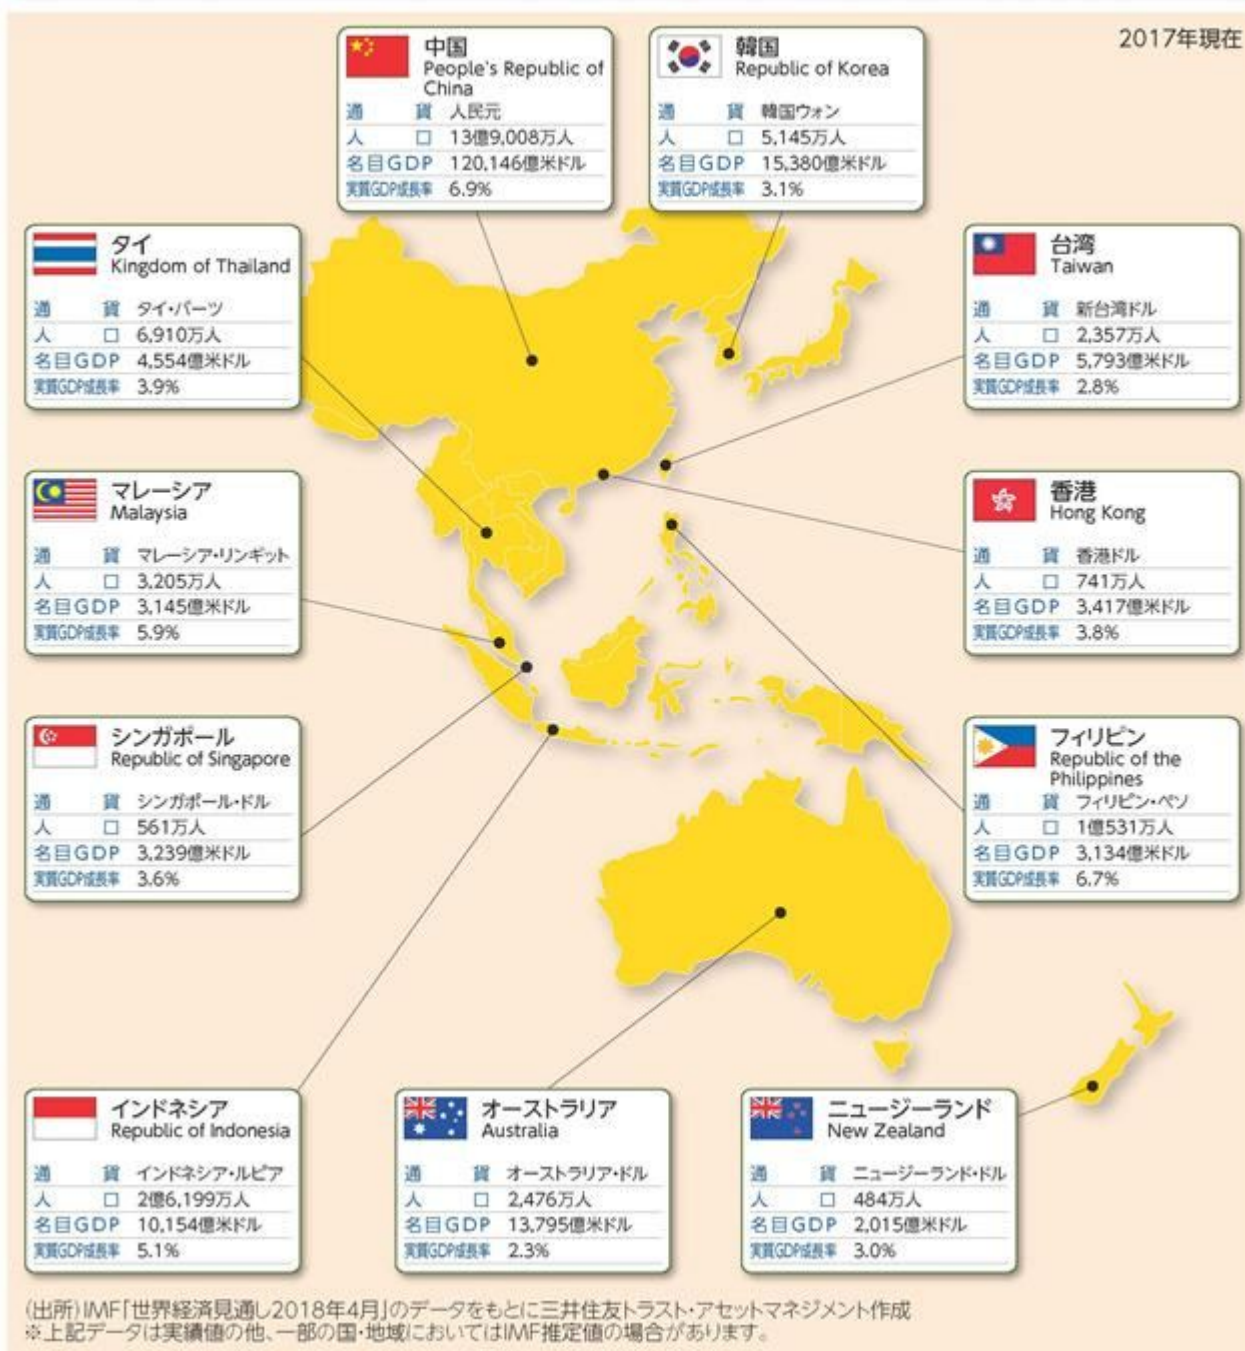 2017年現在
中国
People's Republic of
China
通貨 人民元
人口 13億9,008万人
名目GDP 120,146億米ドル
実質GDP成長率 6.9%
韓国
Republic of Korea
通貨 韓国ウォン
人口 5,145万人
名目GDP 15,380億米ドル
実質GDP成長率 3.1%
タイ
Kingdom of Thailand
通貨 タイ・バーツ
人口 6,910万人
名目GDP 4,554億米ドル
実質GDP成長率 3.9%
台湾
Taiwan
通貨 新台湾ドル
人口 2,357万人
名目GDP 5,793億米ドル
実質GDP成長率 2.8%
マレーシア
Malaysia
通貨 マレーシア・リンギット
人口 3,205万人
名目GDP 3,145億米ドル
実質GDP成長率 5.9%
香港
Hong Kong
通貨 香港ドル
人口 741万人
名目GDP 3,417億米ドル
実質GDP成長率 3.8%
シンガポール
Republic of Singapore
通貨 シンガポール・ドル
人口 561万人
名目GDP 3,239億米ドル
実質GDP成長率 3.6%
フィリピン
Republic of the
Philippines
通貨 フィリピン・ペソ
人口 1億531万人
名目GDP 3,134億米ドル
実質GDP成長率 6.7%
インドネシア
Republic of Indonesia
通貨 インドネシア・ルピア
人口 2億6,199万人
名目GDP 10,154億米ドル
実質GDP成長率 5.1%
オーストラリア
Australia
通貨 オーストラリア・ドル
人口 2,476万人
名目GDP 13,795億米ドル
実質GDP成長率 2.3%
ニュージーランド
New Zealand
通貨 ニュージーランド・ドル
人口 484万人
名目GDP 2,015億米ドル
実質GDP成長率 3.0%
(出所)IMF「世界経済見通し2018年4月」のデータをもとに三井住友トラスト・アセットマネジメント作成
※上記データは実績値の他、一部の国・地域においてはIMF推定値の場合があります。